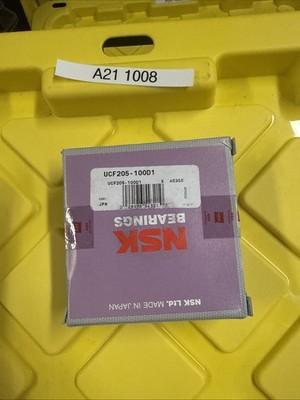 A21 1008
UCF205-100D1
UCF205-100D1
JPN
NSK
BEARINGS
NSK Ltd. MADE IN JAPAN